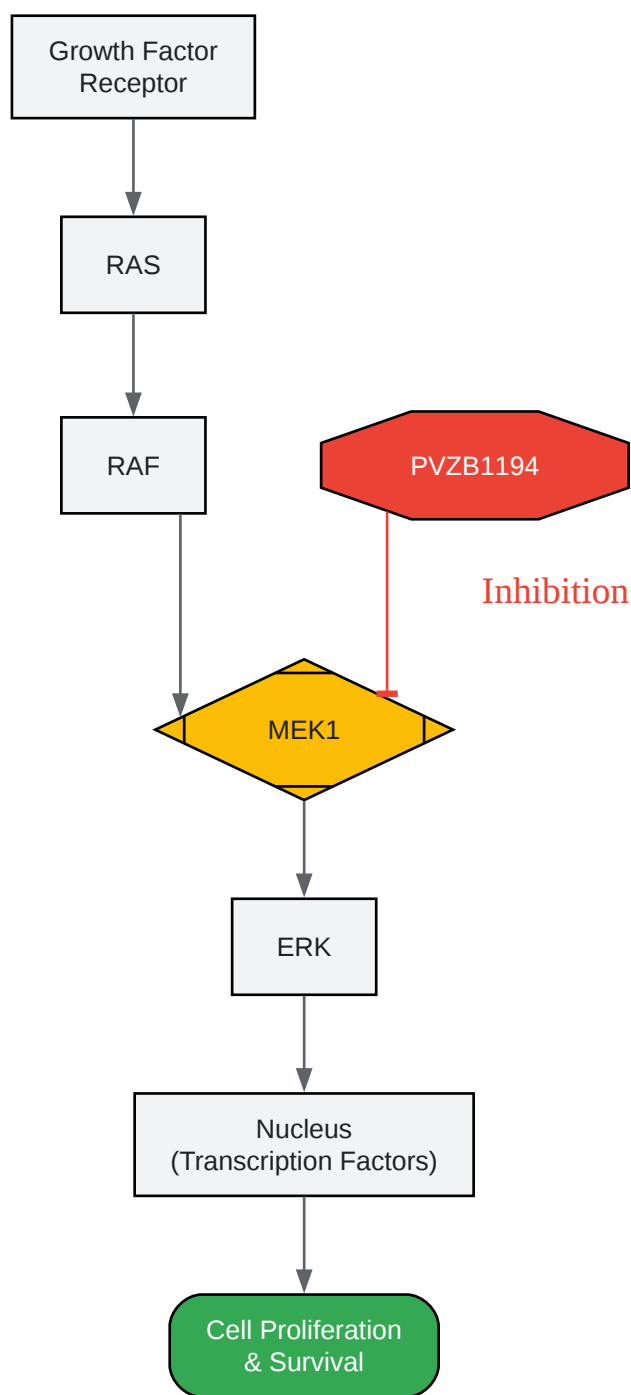 Growth Factor
Receptor
RAS
RAF
PVZB1194
Inhibition
MEK1
ERK
Nucleus
(Transcription Factors)
Cell Proliferation
& Survival